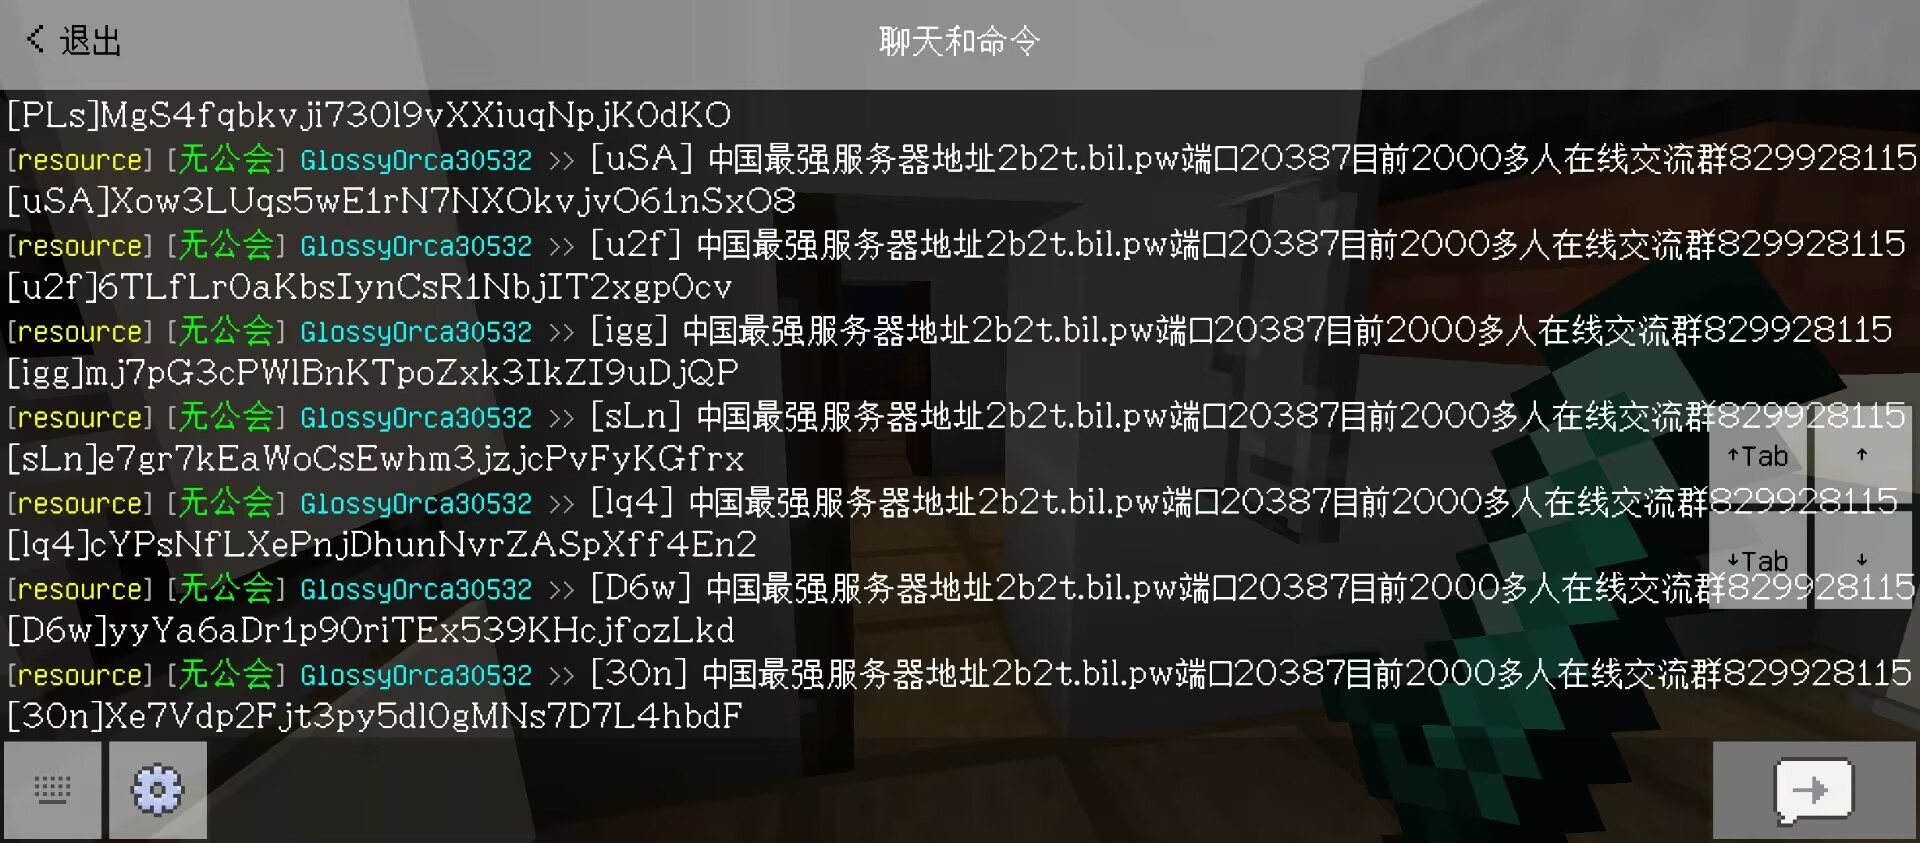 退出
聊天和命令
[PLs]MgS4fqbkvji730l9vXXiuqNpjK0dKO
[resource] [无公会] GlossyOrca30532 >> [uSA] 中国最强服务器地址2b2t.bil.pw端口20387目前2000多人在线交流群829928115
[uSA]Xow3LUqs5wE1rN7NXOkvjvO61nSxO8
[resource] [无公会] GlossyOrca30532 >> [u2f] 中国最强服务器地址2b2t.bil.pw端口20387目前2000多人在线交流群829928115
[u2f]6TLfLr0aKbsIynCsR1NbjIT2xgp0cv
[resource] [无公会] GlossyOrca30532 >> [igg] 中国最强服务器地址2b2t.bil.pw端口20387目前2000多人在线交流群829928115
[igg]mj7pG3cPWlBnKTpoZxk3IkZI9uDjQP
[resource] [无公会] GlossyOrca30532 >> [sLn] 中国最强服务器地址2b2t.bil.pw端口20387目前2000多人在线交流群829928115
[sLn]e7gr7kEaWoCsEwhm3jzjcPvFyKGfrx
↑Tab
↑
[resource] [无公会] GlossyOrca30532 >> [lq4] 中国最强服务器地址2b2t.bil.pw端口20387目前2000多人在线交流群829928115
[lq4]cYPsNfLXePnjDhunNvrZASpXff4En2
↓Tab
↓
[resource] [无公会] GlossyOrca30532 >> [D6w] 中国最强服务器地址2b2t.bil.pw端口20387目前2000多人在线交流群829928115
[D6w]yyYa6aDr1p90riTEx539KHcjfozLkd
[resource] [无公会] GlossyOrca30532 >> [3On] 中国最强服务器地址2b2t.bil.pw端口20387目前2000多人在线交流群829928115
[3On]Xe7Vdp2Fjt3py5dl0gMNs7D7L4hbdF